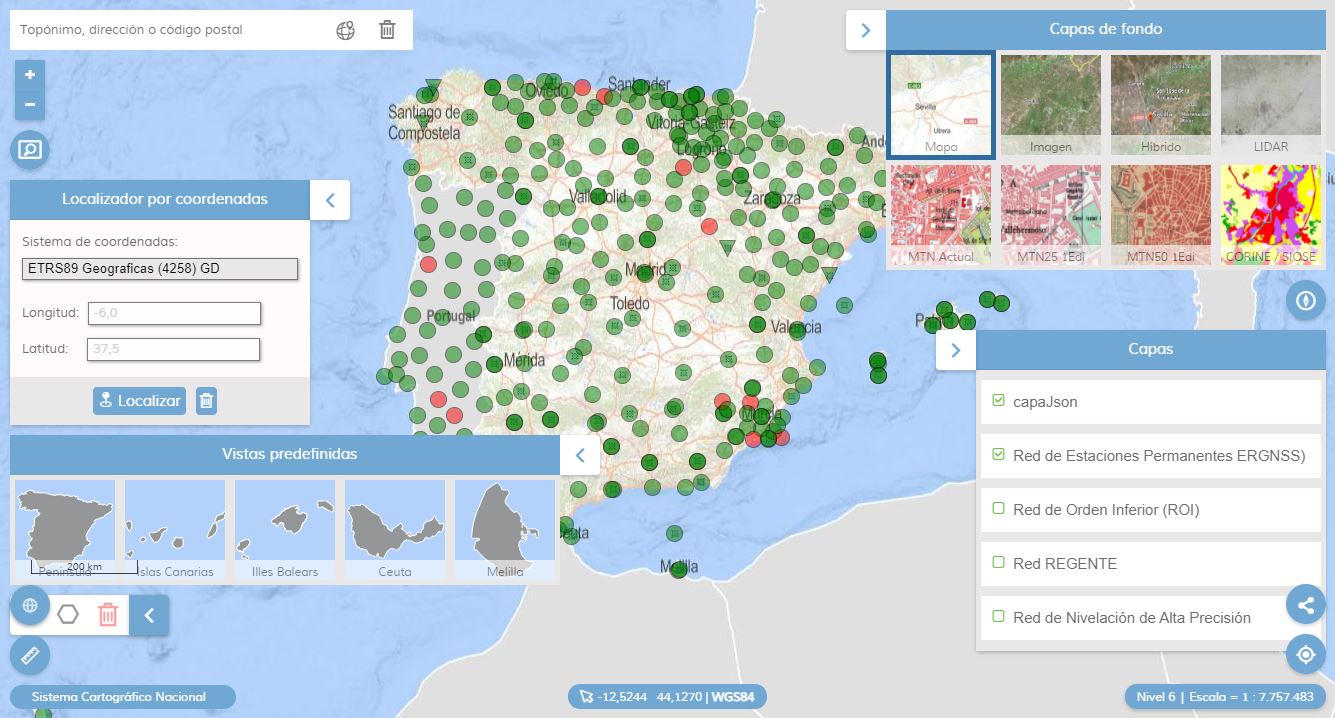 Topónimo, dirección o código postal
Capas de fondo
Mapa
Imagen
Híbrido
LIDAR
MTN Actual
MTN25 1Edi
MTN50 1Edi
CORINE / SIOSE
Localizador por coordenadas
Sistema de coordenadas:
ETRS89 Geograficas (4258) GD
Longitud:
-6,0
Latitud:
37,5
Localizar
Santiago de
Compostela
Oviedo
Santander
Vitoria-Gasteiz
Logroño
Valladolid
Zaragoza
Madrid
Toledo
Portugal
Valencia
Mérida
Murcia
Melilla
Sevilla
Utrera
Capas
capaJson
Red de Estaciones Permanentes ERGNSS)
Red de Orden Inferior (ROI)
Red REGENTE
Red de Nivelación de Alta Precisión
Vistas predefinidas
200 km
Península
Islas Canarias
Illes Balears
Ceuta
Melilla
Sistema Cartográfico Nacional
-12,5244 44,1270 | WGS84
Nivel 6 | Escala = 1 : 7.757.483